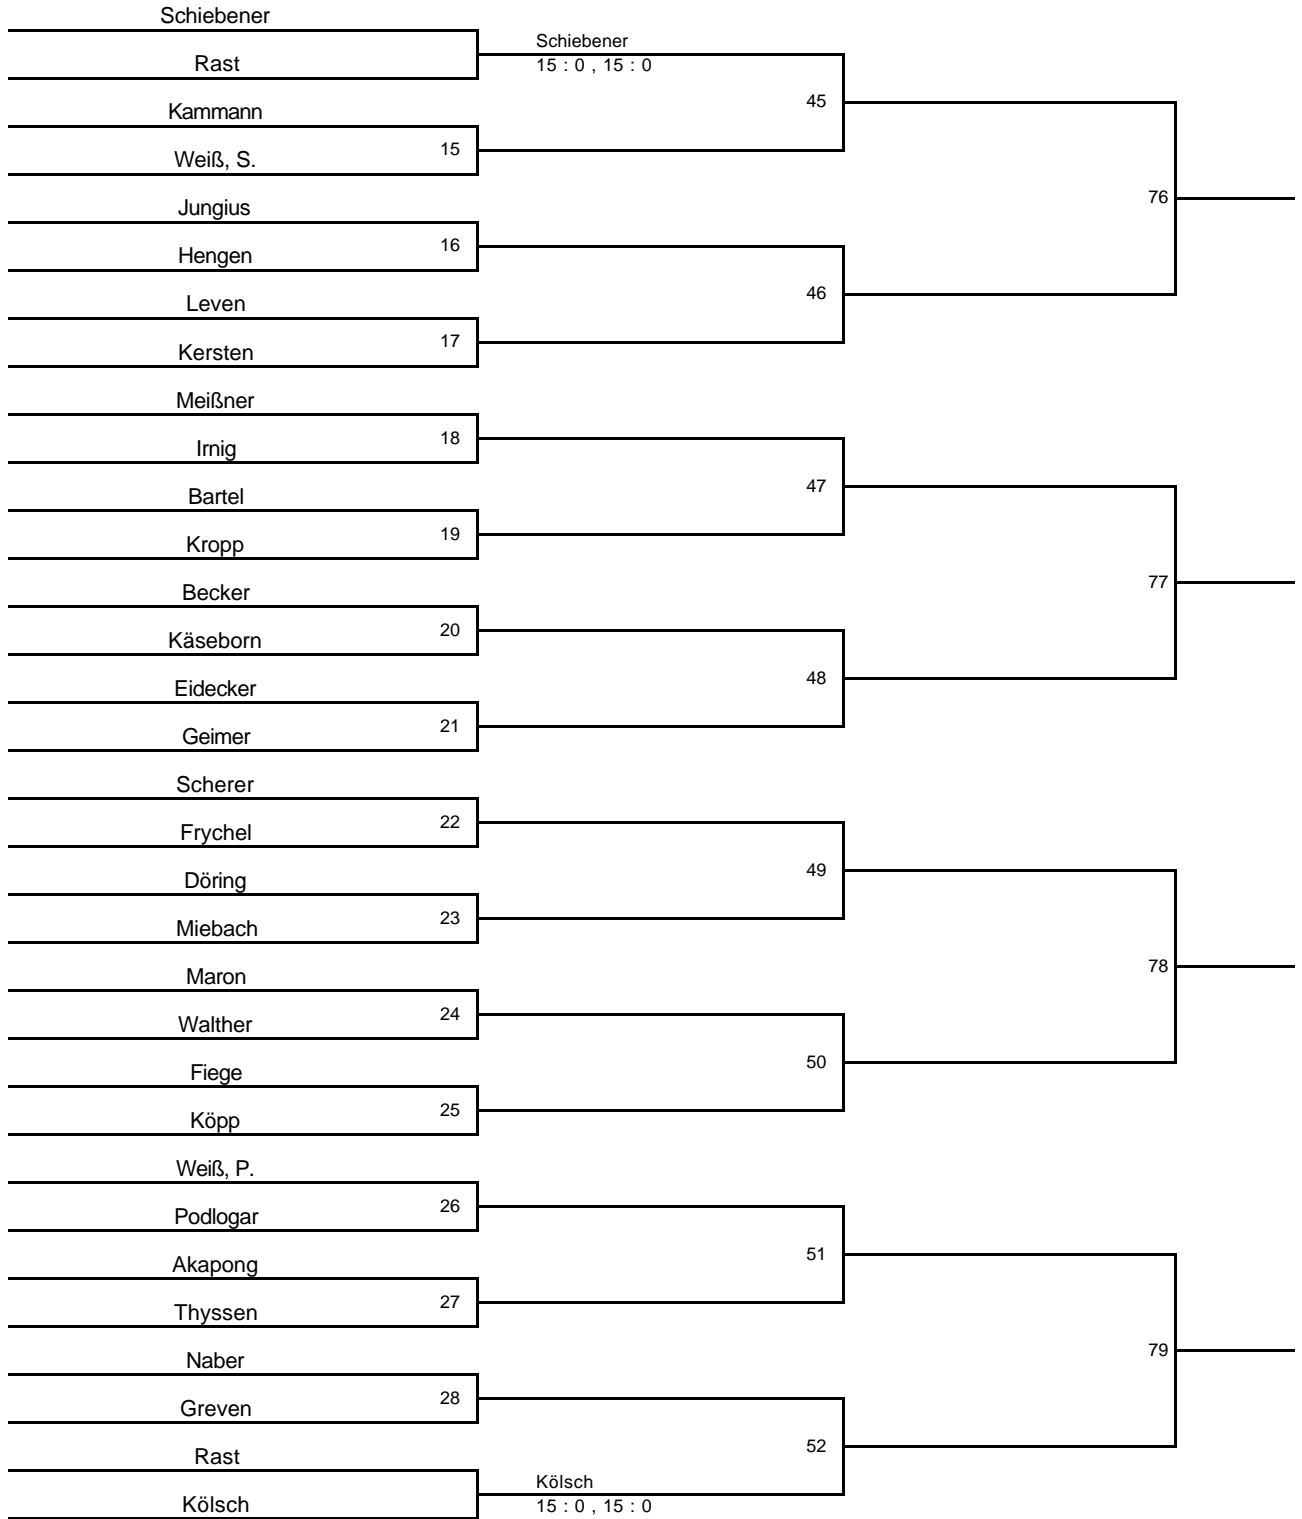 Schiebener
Schiebener
Rast
15 : 0 , 15 : 0
45
Kammann
15
Weiß, S.
76
Jungius
16
Hengen
46
Leven
17
Kersten
Meißner
18
Irnig
47
Bartel
19
Kropp
77
Becker
20
Käseborn
48
Eidecker
21
Geimer
Scherer
22
Frychel
49
Döring
23
Miebach
78
Maron
24
Walther
50
Fiege
25
Köpp
Weiß, P.
26
Podlogar
51
Akapong
27
Thyssen
79
Naber
28
Greven
52
Rast
Kölsch
Kölsch
15 : 0 , 15 : 0